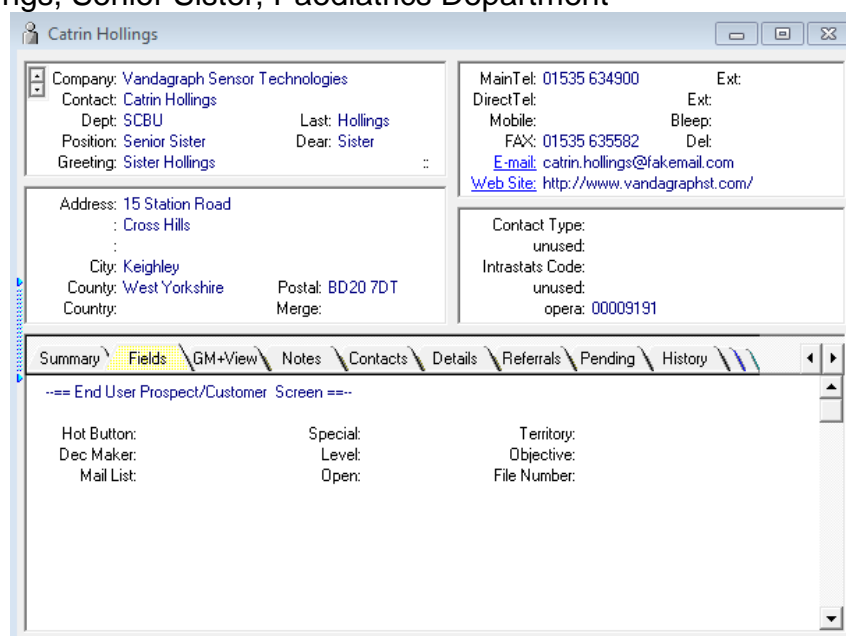 ngs, Senior Sister, Paediatrics Department
Catrin Hollings
Company: Vandagraph Sensor Technologies
Contact: Catrin Hollings
Dept: SCBU Last: Hollings
Position: Senior Sister Dear: Sister
Greeting: Sister Hollings ::
MainTel: 01535 634900 Ext:
DirectTel: Ext:
Mobile: Bleep:
FAX: 01535 635582 Del:
E-mail: catrin.hollings@fakemail.com
Web Site: http://www.vandagraphst.com/
Address: 15 Station Road
: Cross Hills
:
City: Keighley
County: West Yorkshire Postal: BD20 7DT
Country: Merge:
Contact Type:
unused:
Intrastats Code:
unused:
opera: 00009191
Summary Fields GM+View Notes Contacts Details Referrals Pending History
--== End User Prospect/Customer Screen ==--
Hot Button: Special: Territory:
Dec Maker: Level: Objective:
Mail List: Open: File Number: